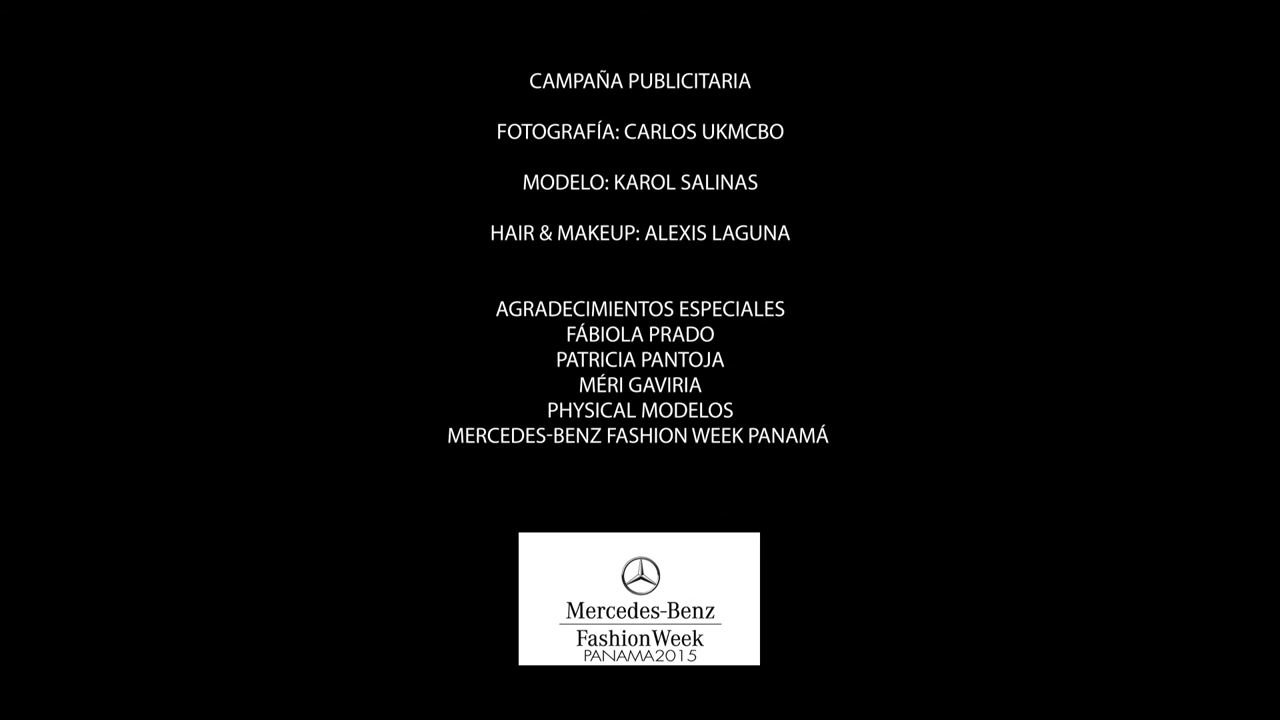 CAMPAÑA PUBLICITARIA
FOTOGRAFÍA: CARLOS UKMCBO
MODELO: KAROL SALINAS
HAIR & MAKEUP: ALEXIS LAGUNA
AGRADECIMIENTOS ESPECIALES
FÁBIOLA PRADO
PATRICIA PANTOJA
MÉRI GAVIRIA
PHYSICAL MODELOS
MERCEDES-BENZ FASHION WEEK PANAMÁ
Mercedes-Benz
FashionWeek
PANAMA2015